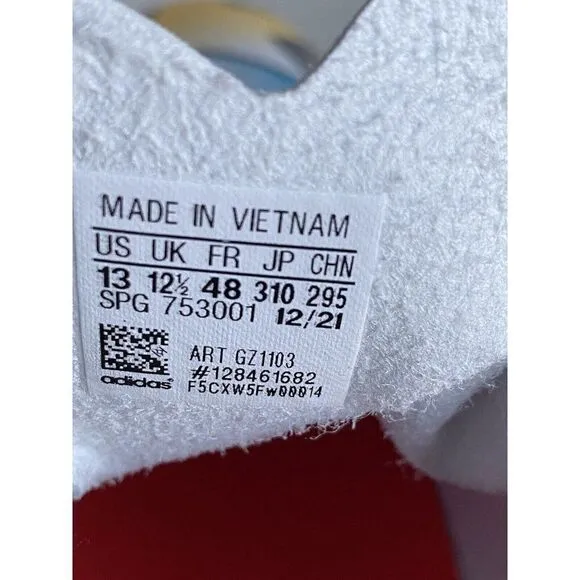 MADE IN VIETNAM
US UK FR JP CHN
13 12½ 48 310 295
SPG 753001 12/21
ART GZ1103
#128461682
adidas® F5CXW5Fw00014